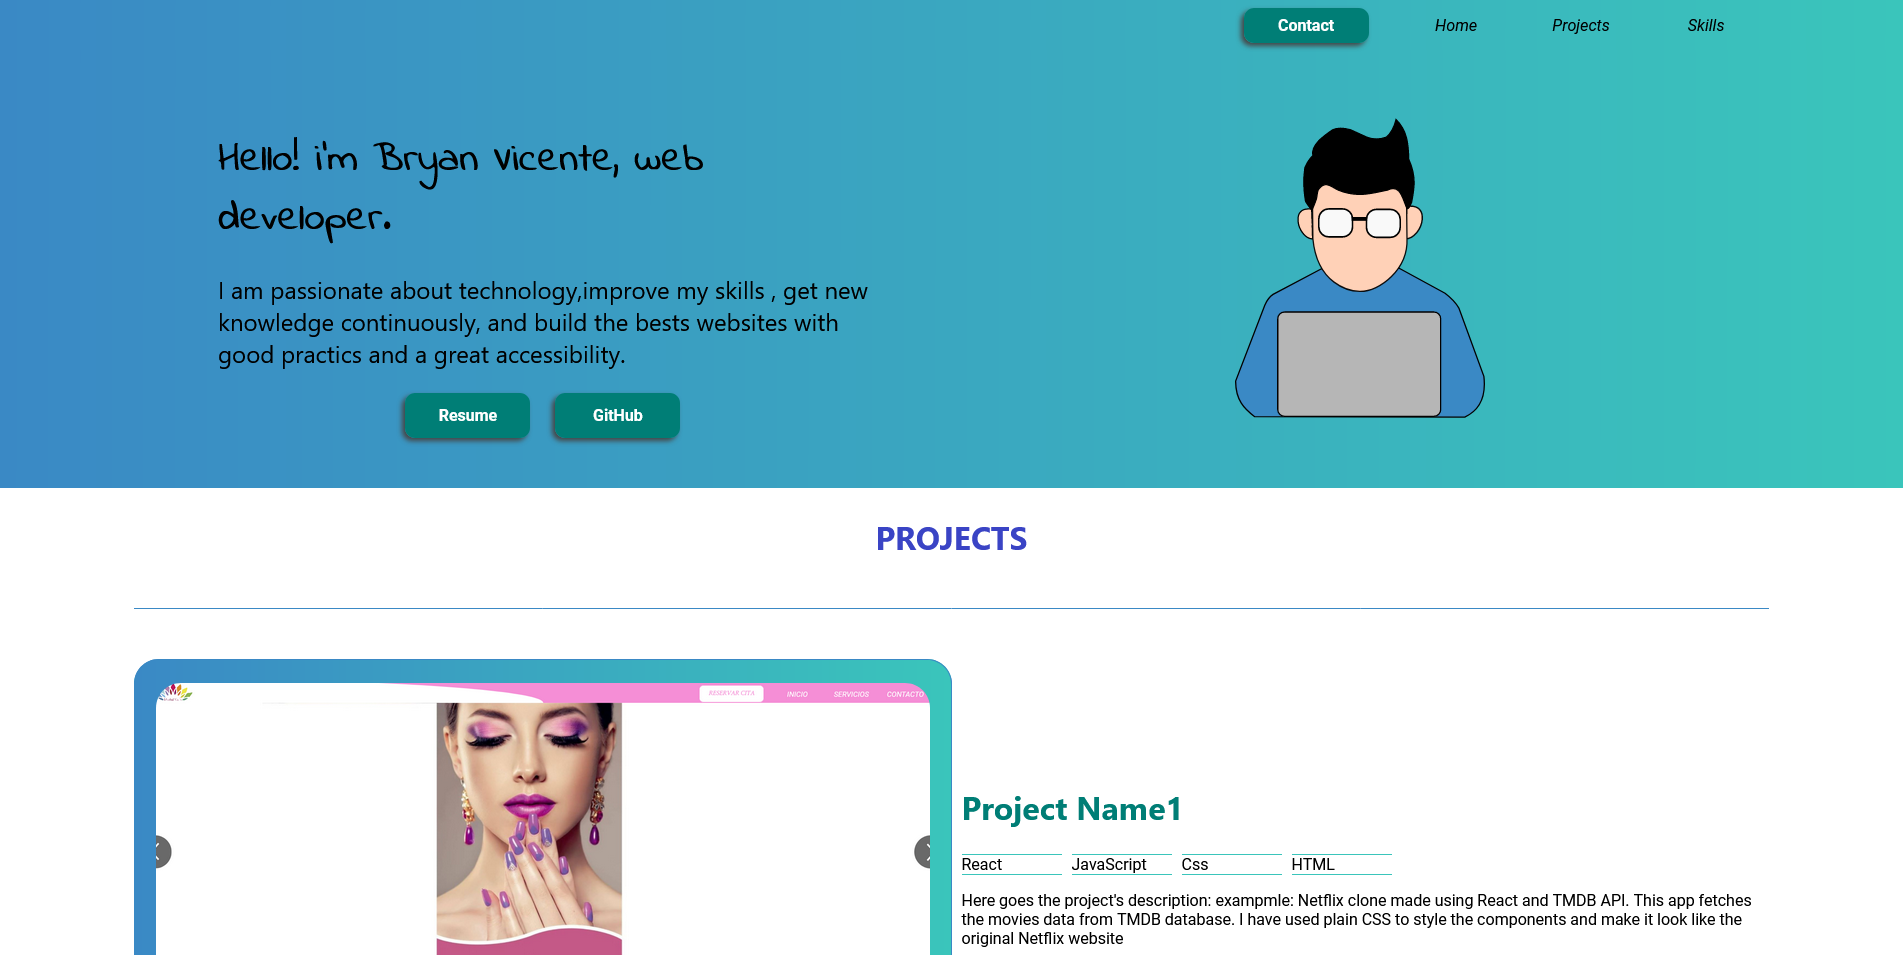 Contact Home Projects Skills
Hello! i'm Bryan Vicente, web
developer.
I am passionate about technology,improve my skills , get new
knowledge continuously, and build the bests websites with
good practics and a great accessibility.
Resume GitHub
PROJECTS
RESERVAR CITA INICIO SERVICIOS CONTACTO
Project Name1
React JavaScript Css HTML
Here goes the project's description: exampmle: Netflix clone made using React and TMDB API. This app fetches
the movies data from TMDB database. I have used plain CSS to style the components and make it look like the
original Netflix website